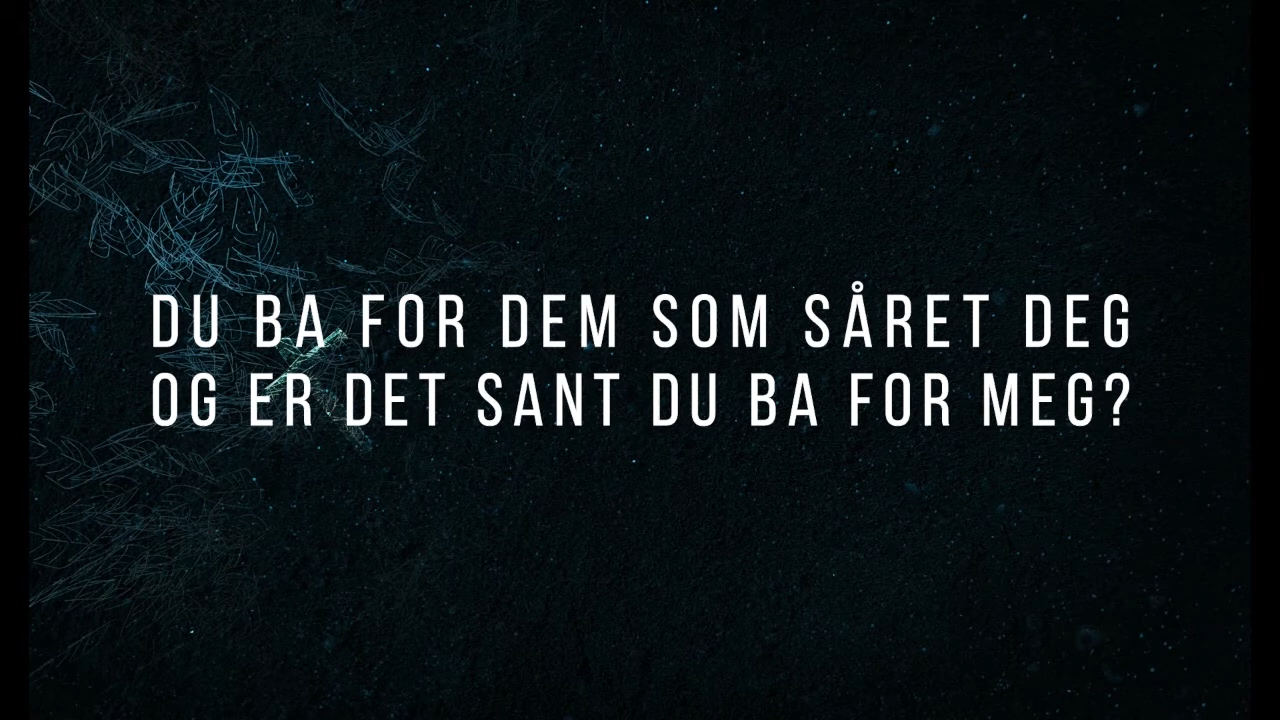 DU BA FOR DEM SOM SÅRET DEG
OG ER DET SANT DU BA FOR MEG?